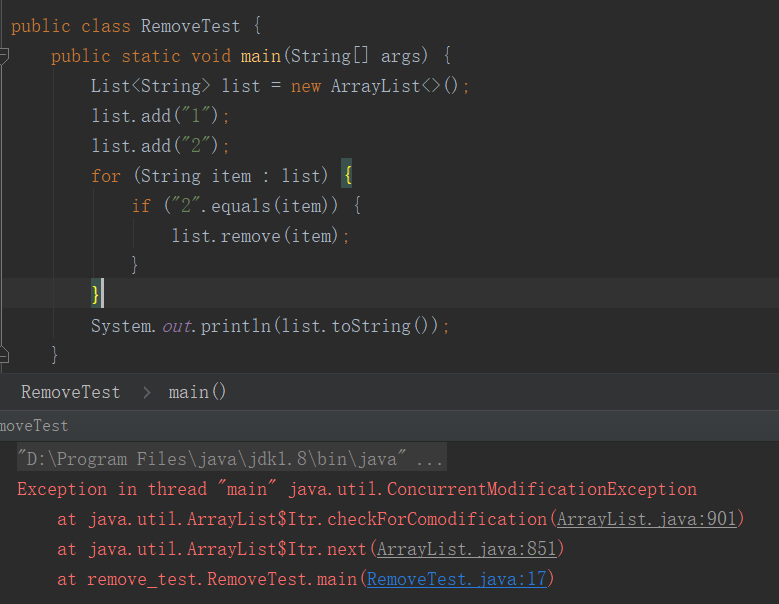 public class RemoveTest {
public static void main(String[] args) {
List<String> list = new ArrayList<>();
list.add("1");
list.add("2");
for (String item : list) {
if ("2".equals(item)) {
list.remove(item);
}
}
System.out.println(list.toString());
}
RemoveTest > main()
moveTest
"D:\Program Files\java\jdk1.8\bin\java" ...
Exception in thread "main" java.util.ConcurrentModificationException
at java.util.ArrayList$Itr.checkForComodification(ArrayList.java:901)
at java.util.ArrayList$Itr.next(ArrayList.java:851)
at remove_test.RemoveTest.main(RemoveTest.java:17)